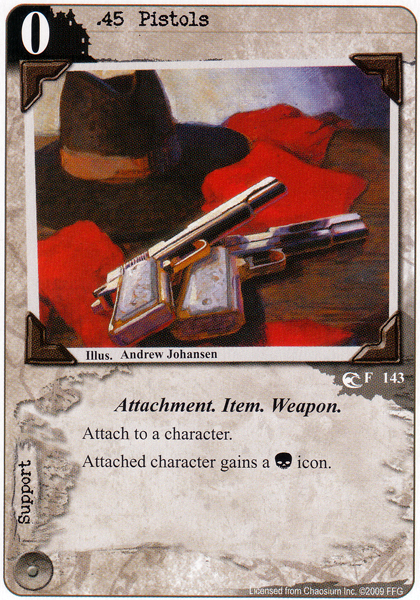 0
.45 Pistols
Illus. Andrew Johansen
F 143
Attachment. Item. Weapon.
Attach to a character.
Attached character gains a icon.
Support
Licensed from Chaosium Inc. ©2009 FFG